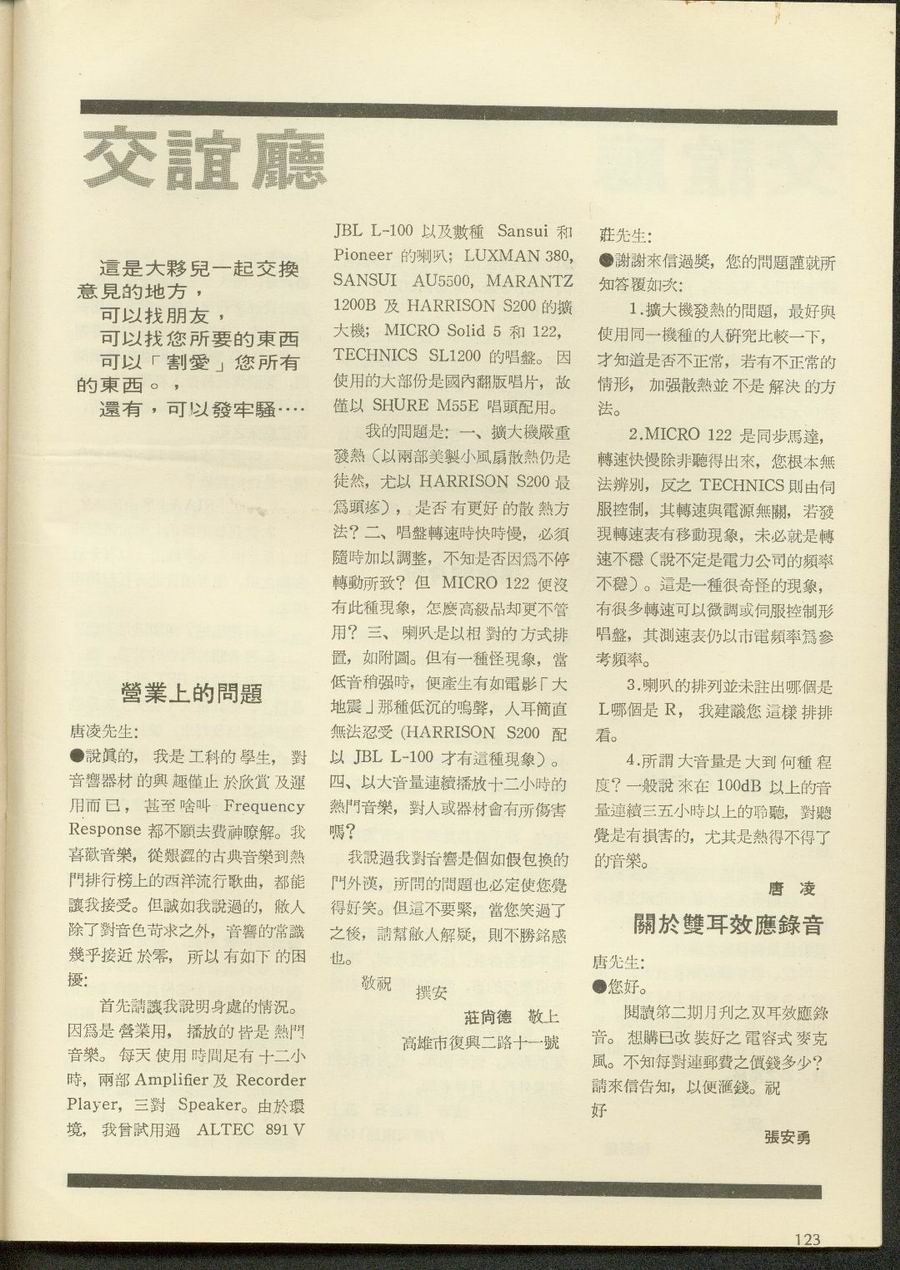 交誼廳
這是大夥兒一起交換
意見的地方，
可以找朋友，
可以找您所要的東西
可以「割愛」您所有
的東西。，
還有，可以發牢騷‥‥
營業上的問題
唐凌先生:
●說眞的， 我是工科的學生， 對
音響器材的興趣僅止於欣賞及運
用而已， 甚至啥叫 Frequency
Response 都不願去費神瞭解。我
喜歡音樂，從艱澀的古典音樂到熱
門排行榜上的西洋流行歌曲，都能
讓我接受。但誠如我說過的，敝人
除了對音色苛求之外，音響的常識
幾乎接近於零， 所以有如下的困
擾:
首先請讓我說明身處的情況。
因爲是營業用， 播放的皆是熱門
音樂。 每天使用時間足有十二小
時，兩部 Amplifier 及 Recorder
Player，三對 Speaker。由於環
境， 我曾試用過 ALTEC 891 V
JBL L-100 以及數種 Sansui 和
Pioneer 的喇叭；LUXMAN 380,
SANSUI AU5500, MARANTZ
1200B 及 HARRISON S200 的擴
大機； MICRO Solid 5 和 122,
TECHNICS SL1200 的唱盤。 因
使用的大部份是國內翻版唱片，故
僅以 SHURE M55E 唱頭配用。
我的問題是: 一、擴大機嚴重
發熱（以兩部美製小風扇散熱仍是
徒然，尤以 HARRISON S200 最
爲頭疼），是否有更好的散熱方
法？二、唱盤轉速時快時慢，必須
隨時加以調整，不知是否因爲不停
轉動所致？但 MICRO 122 便沒
有此種現象，怎麼高級品却更不管
用？三、 喇叭是以相對的方式排
置，如附圖。但有一種怪現象，當
低音稍强時，便產生有如電影「大
地震」那種低沉的鳴聲，人耳簡直
無法忍受 (HARRISON S200 配
以 JBL L-100 才有這種現象）。
四、以大音量連續播放十二小時的
熱門音樂，對人或器材會有所傷害
嗎？
我說過我對音響是個如假包換的
門外漢，所問的問題也必定使您覺
得好笑。但這不要緊，當您笑過了
之後，請幫敝人解疑，則不勝銘感
也。
敬祝
撰安
莊尙德 敬上
高雄市復興二路十一號
莊先生:
●謝謝來信過獎，您的問題謹就所
知答覆如次:
1.擴大機發熱的問題，最好與
使用同一機種的人硏究比較一下，
才知道是否不正常，若有不正常的
情形， 加强散熱並不是解決的方
法。
2.MICRO 122 是同步馬達，
轉速快慢除非聽得出來，您根本無
法辨別，反之 TECHNICS 則由伺
服控制，其轉速與電源無關，若發
現轉速表有移動現象，未必就是轉
速不穩（說不定是電力公司的頻率
不穩）。這是一種很奇怪的現象，
有很多轉速可以微調或伺服控制形
唱盤，其測速表仍以市電頻率爲參
考頻率。
3.喇叭的排列並未註出哪個是
L哪個是 R， 我建議您這樣排排
看。
4.所謂大音量是大到何種程
度？一般說來在 100dB 以上的音
量連續三五小時以上的聆聽，對聽
覺是有損害的，尤其是熱得不得了
的音樂。
唐 凌
關於雙耳效應錄音
唐先生:
●您好。
閱讀第二期月刋之双耳效應錄
音。 想購已改裝好之電容式麥克
風。不知每對連郵費之價錢多少？
請來信告知，以便滙錢。祝
好
張安勇
123